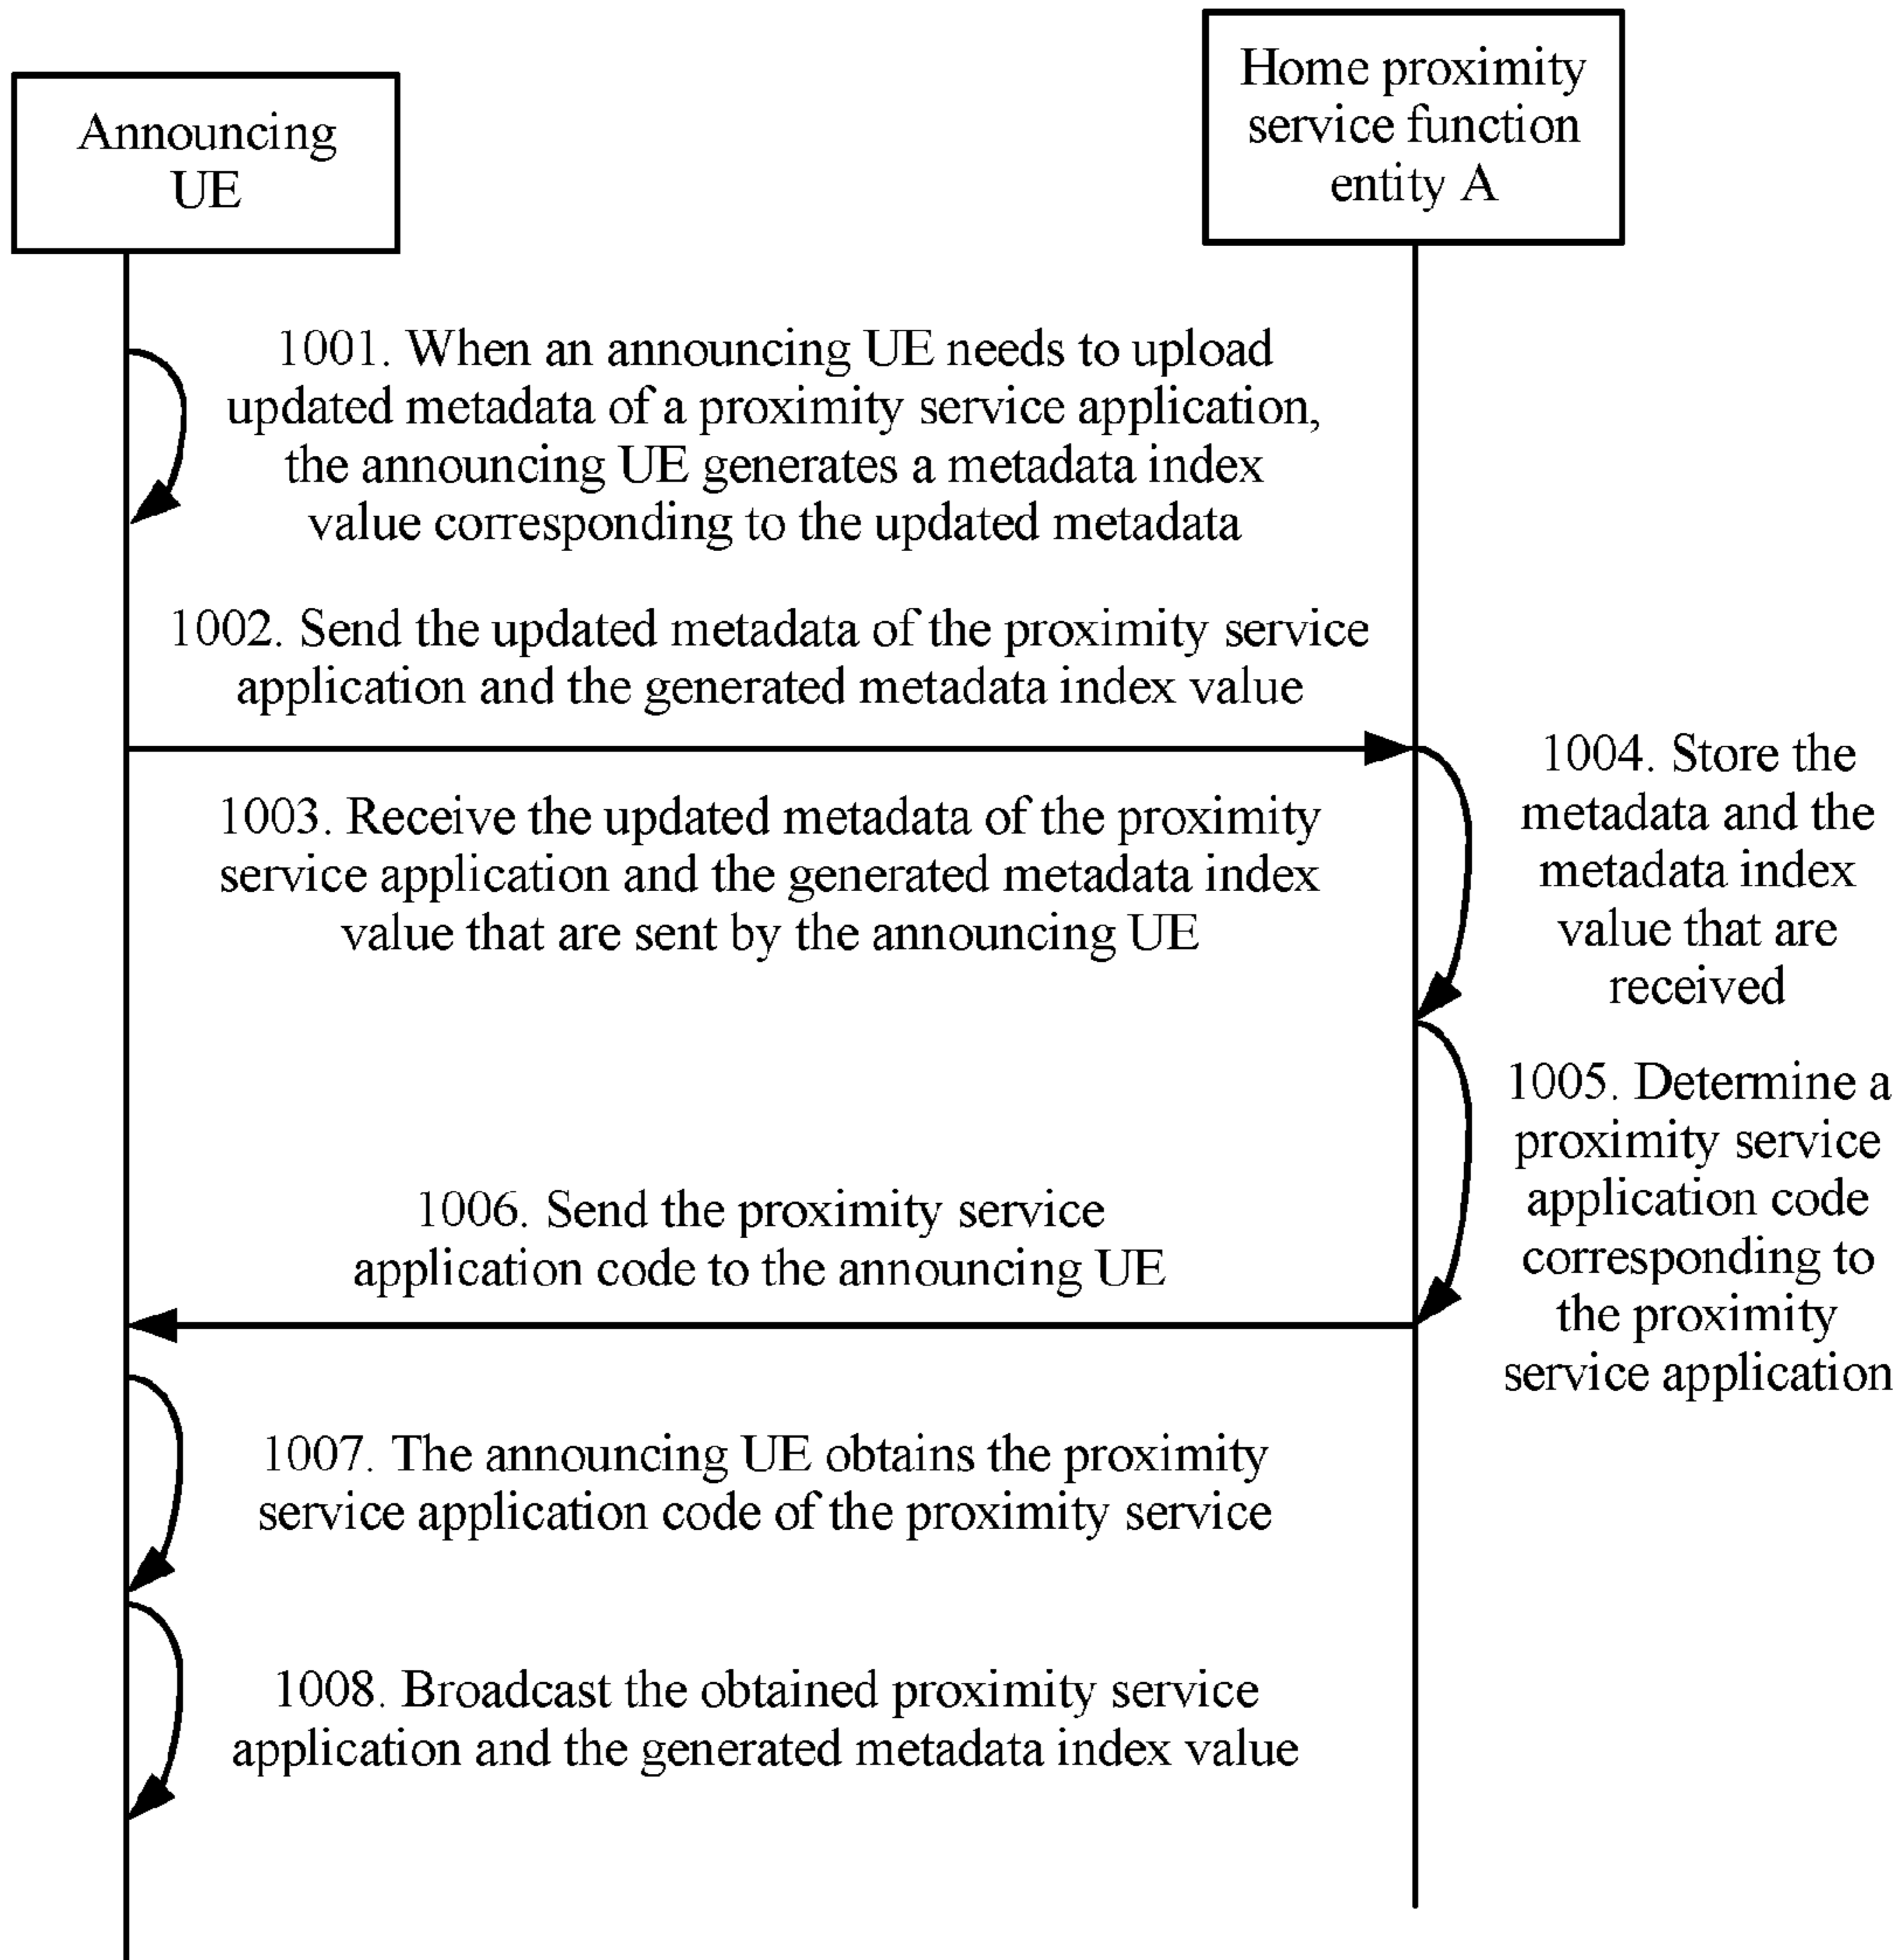 Announcing
UE
Home proximity
service function
entity A
1001. When an announcing UE needs to upload
updated metadata of a proximity service application,
the announcing UE generates a metadata index
value corresponding to the updated metadata
1002. Send the updated metadata of the proximity service
application and the generated metadata index value
1003. Receive the updated metadata of the proximity
service application and the generated metadata index
value that are sent by the announcing UE
1004. Store the
metadata and the
metadata index
value that are
received
1005. Determine a
proximity service
application code
corresponding to
the proximity
service application
1006. Send the proximity service
application code to the announcing UE
1007. The announcing UE obtains the proximity
service application code of the proximity service
1008. Broadcast the obtained proximity service
application and the generated metadata index value